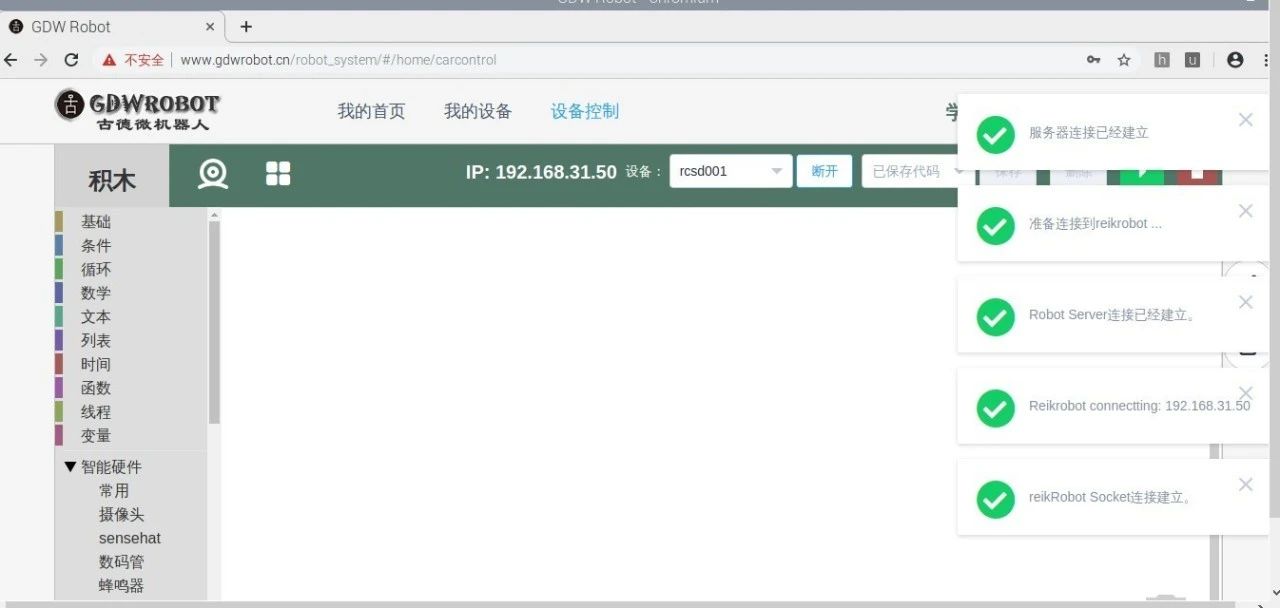 GDW Robot - Chromium
GDW Robot
不安全 www.gdwrobot.cn/robot_system/#/home/carcontrol
GDWROBOT
古德微机器人
我的首页 我的设备 设备控制 学
积木
IP: 192.168.31.50 设备： rcsd001 断开 已保存代码 保存 删除
基础
条件
循环
数学
文本
列表
时间
函数
线程
变量
智能硬件
常用
摄像头
sensehat
数码管
蜂鸣器
服务器连接已经建立
准备连接到reikrobot ...
Robot Server连接已经建立。
Reikrobot connectting: 192.168.31.50
reikRobot Socket连接建立。